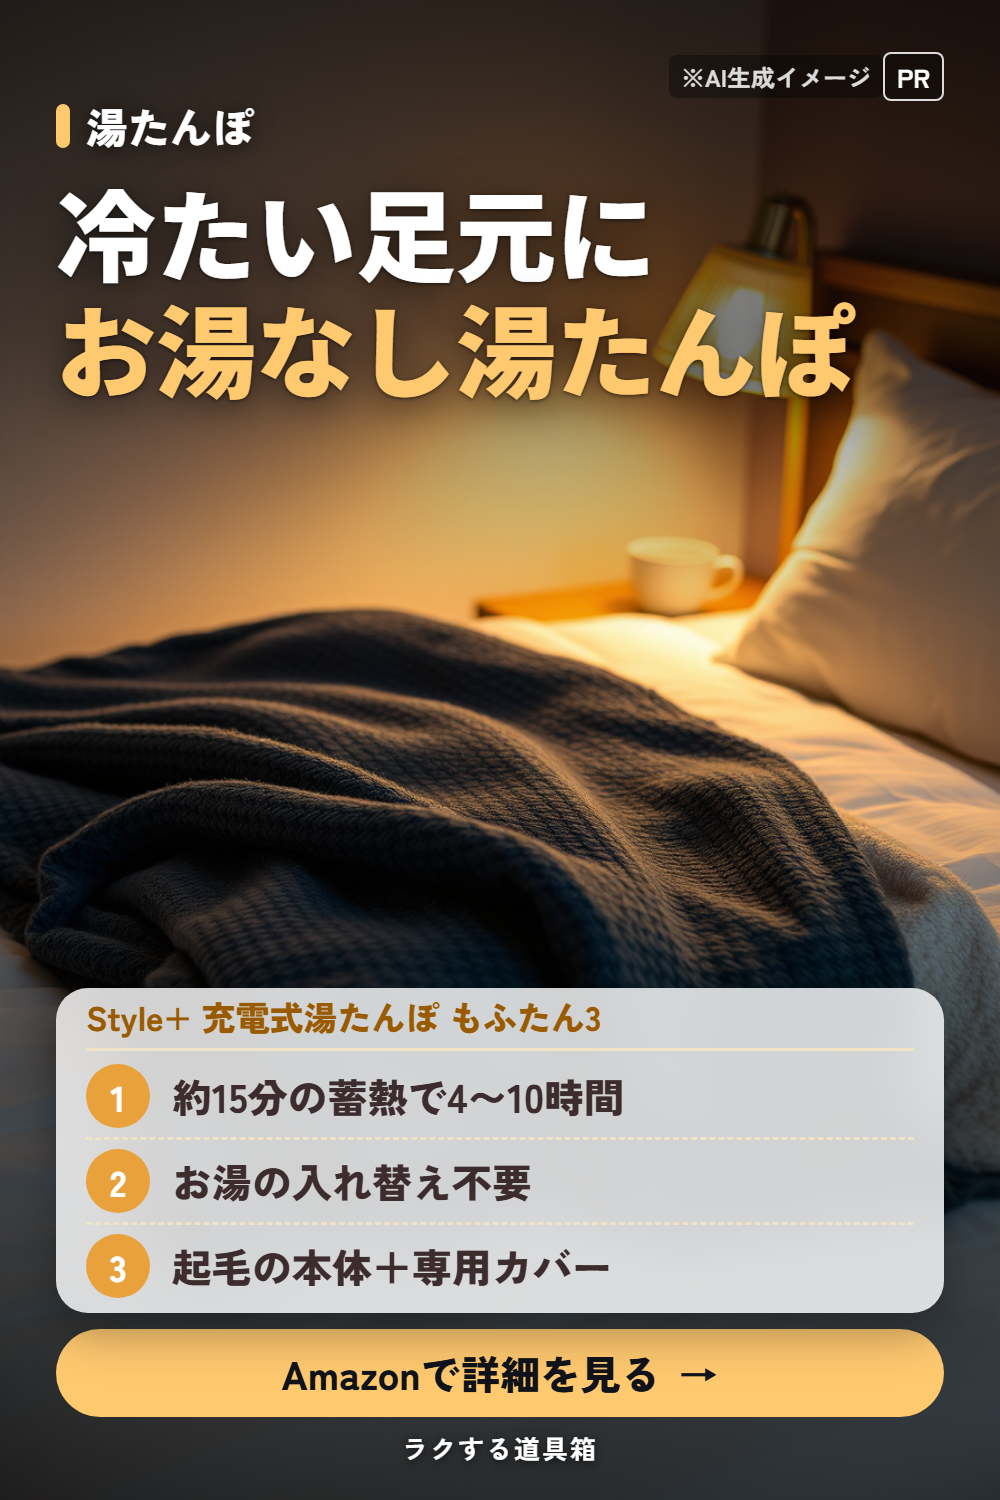 ※AI生成イメージ PR
湯たんぽ
冷たい足元に
お湯なし湯たんぽ
Style＋ 充電式湯たんぽ もふたん3
1 約15分の蓄熱で4〜10時間
2 お湯の入れ替え不要
3 起毛の本体＋専用カバー
Amazonで詳細を見る →
ラクする道具箱